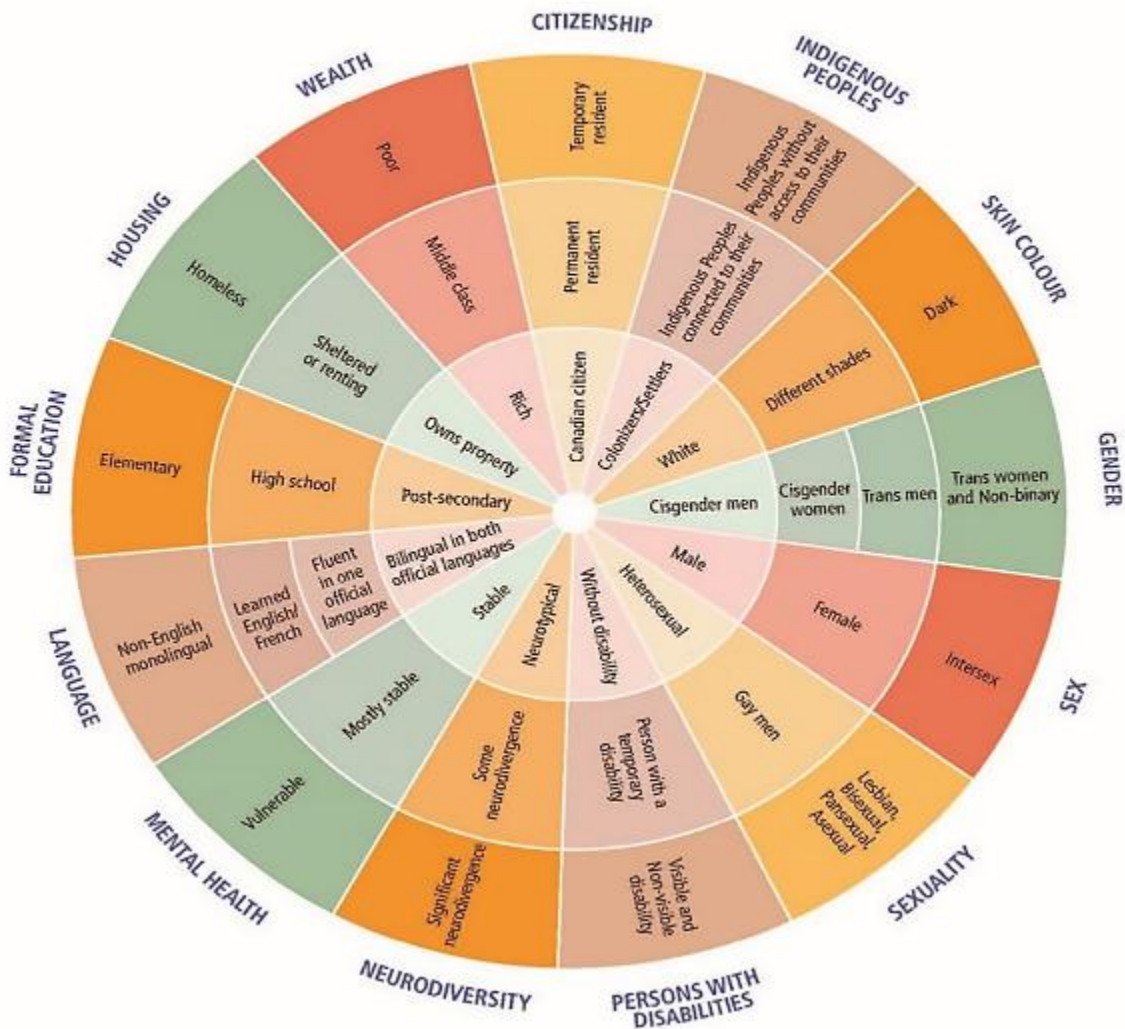 CITIZENSHIP
Temporary
resident
Permanent
resident
Canadian citizen
INDIGENOUS
PEOPLES
Indigenous
Peoples without
access to their
communities
Indigenous Peoples
connected to their
communities
Colonizers/Settlers
SKIN COLOUR
Dark
Different shades
White
GENDER
Trans women
and Non-binary
Trans men
Cisgender
women
Cisgender men
SEX
Intersex
Female
Male
SEXUALITY
Lesbian,
Bisexual,
Pansexual,
Asexual
Gay men
Heterosexual
PERSONS WITH
DISABILITIES
Visible and
Non-visible
disability
Person with a
temporary
disability
Without disability
NEURODIVERSITY
Significant
neurodivergence
Some
neurodivergence
Neurotypical
MENTAL HEALTH
Vulnerable
Mostly stable
Stable
LANGUAGE
Non-English
monolingual
Learned
English/
French
Fluent
in one
official
language
Bilingual in both
official languages
FORMAL
EDUCATION
Elementary
High school
Post-secondary
HOUSING
Homeless
Sheltered
or renting
Owns property
WEALTH
Poor
Middle class
Rich